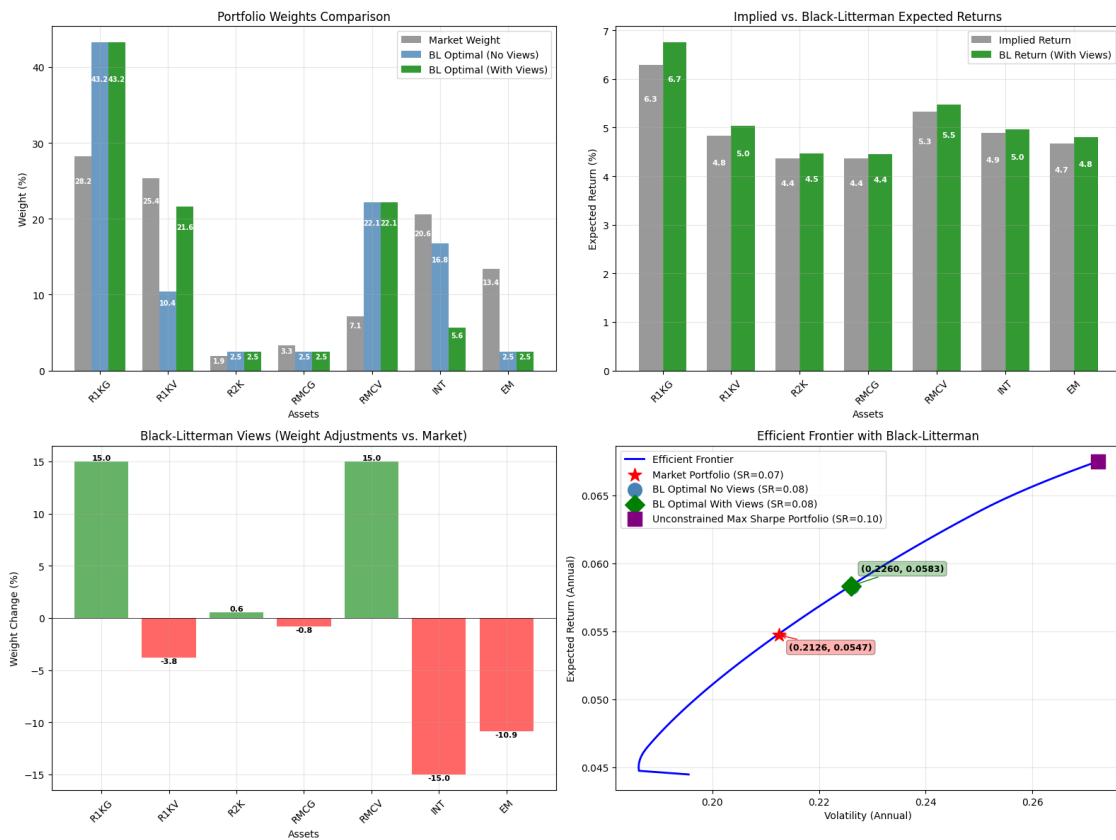 Portfolio Weights Comparison
Market Weight
BL Optimal (No Views)
BL Optimal (With Views)
Weight (%)
40
30
20
10
0
28.2
43.2
43.2
25.4
10.4
21.6
1.9
2.5
2.5
3.3
2.5
2.5
7.1
22.1
22.1
20.6
16.8
5.6
13.4
2.5
2.5
R1KG
R1KV
R2K
RMCG
RMCV
INT
EM
Assets
Implied vs. Black-Litterman Expected Returns
Implied Return
BL Return (With Views)
Expected Return (%)
7
6
5
4
3
2
1
0
6.3
6.7
4.8
5.0
4.4
4.5
4.4
4.4
5.3
5.5
4.9
5.0
4.7
4.8
R1KG
R1KV
R2K
RMCG
RMCV
INT
EM
Assets
Black-Litterman Views (Weight Adjustments vs. Market)
Weight Change (%)
15
10
5
0
−5
−10
−15
15.0
-3.8
0.6
-0.8
15.0
-15.0
-10.9
R1KG
R1KV
R2K
RMCG
RMCV
INT
EM
Assets
Efficient Frontier with Black-Litterman
Efficient Frontier
Market Portfolio (SR=0.07)
BL Optimal No Views (SR=0.08)
BL Optimal With Views (SR=0.08)
Unconstrained Max Sharpe Portfolio (SR=0.10)
Expected Return (Annual)
0.065
0.060
0.055
0.050
0.045
(0.2260, 0.0583)
(0.2126, 0.0547)
0.20
0.22
0.24
0.26
Volatility (Annual)